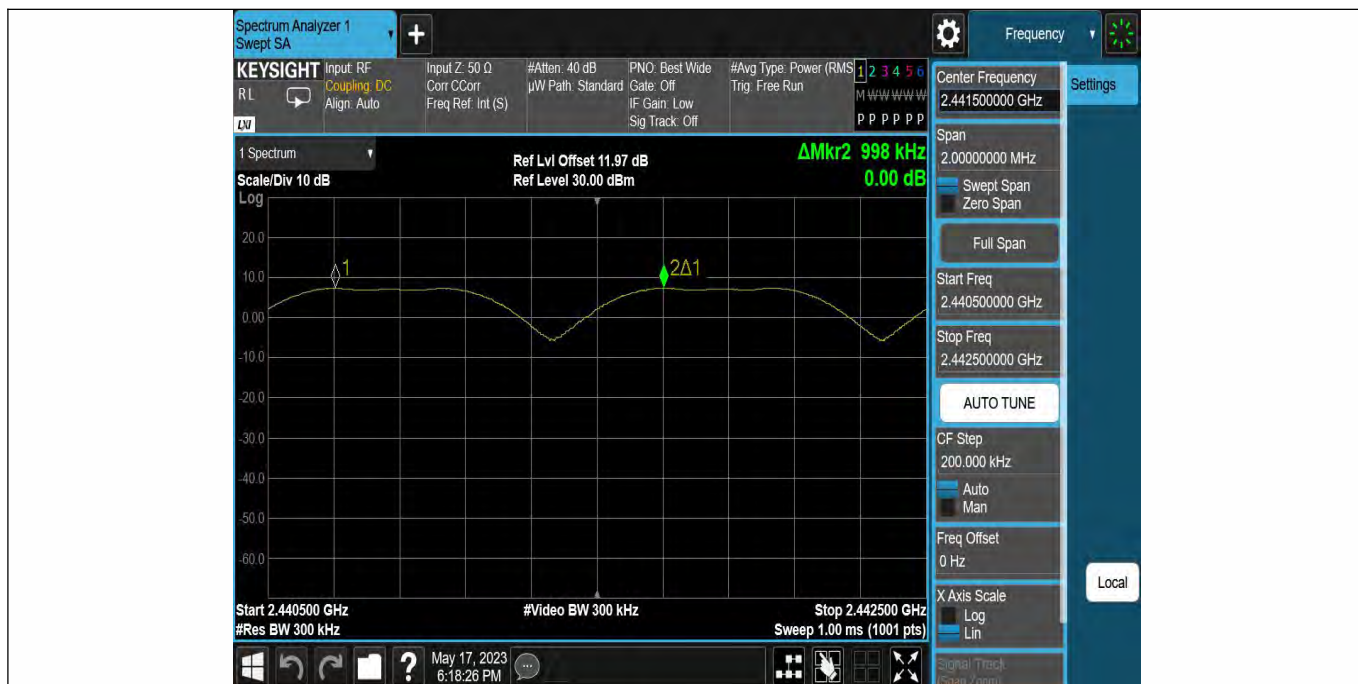 Spectrum Analyzer 1
Swept SA
Frequency
KEYSIGHT
RL
LXI
Input: RF
Coupling: DC
Align: Auto
Input Z: 50 Ω
Corr CCorr
Freq Ref: Int (S)
#Atten: 40 dB
µW Path: Standard
PNO: Best Wide
Gate: Off
IF Gain: Low
Sig Track: Off
#Avg Type: Power (RMS
Trig: Free Run
1 2 3 4 5 6
M W W W W W
P P P P P P
Center Frequency
2.441500000 GHz
Settings
Span
2.00000000 MHz
Swept Span
Zero Span
Full Span
Start Freq
2.440500000 GHz
Stop Freq
2.442500000 GHz
AUTO TUNE
CF Step
200.000 kHz
Auto
Man
Freq Offset
0 Hz
X Axis Scale
Log
Lin
Signal Track
(Span Zoom)
Local
1 Spectrum
Scale/Div 10 dB
Log
Ref Lvl Offset 11.97 dB
Ref Level 30.00 dBm
ΔMkr2 998 kHz
0.00 dB
20.0
10.0
0.00
-10.0
-20.0
-30.0
-40.0
-50.0
-60.0
1
2Δ1
Start 2.440500 GHz
#Res BW 300 kHz
#Video BW 300 kHz
Stop 2.442500 GHz
Sweep 1.00 ms (1001 pts)
?
May 17, 2023
6:18:26 PM